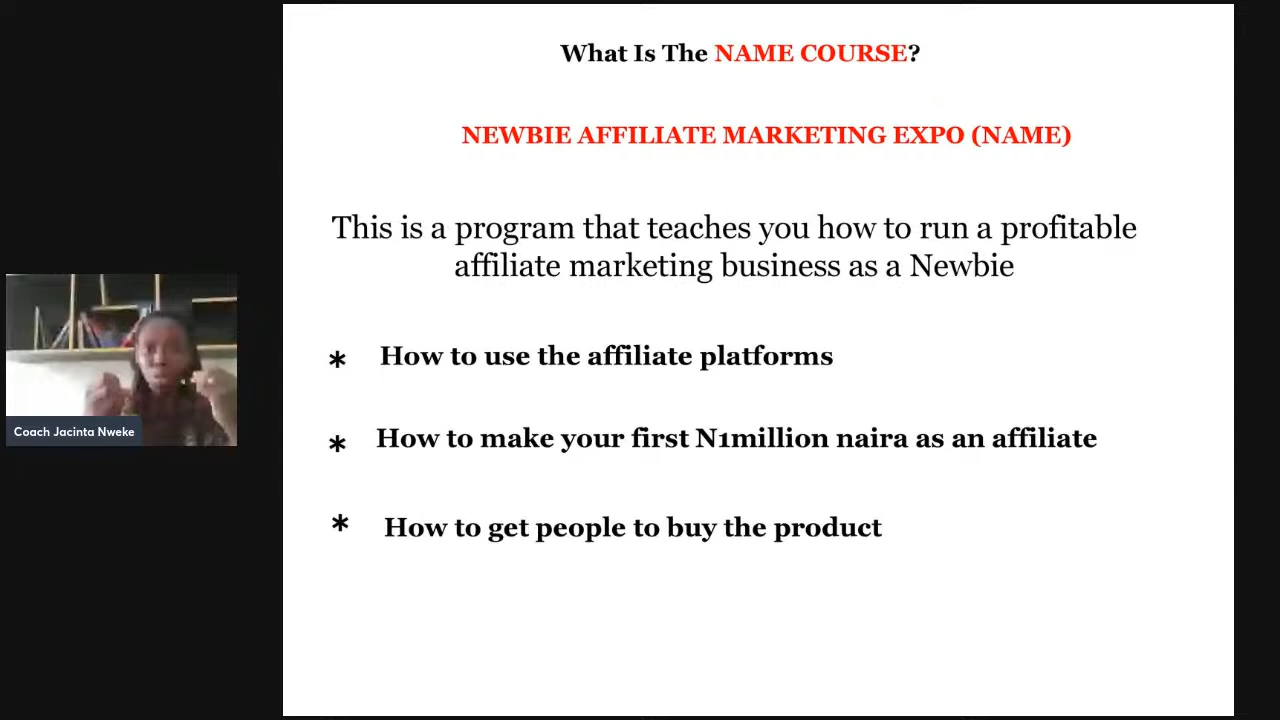 What Is The NAME COURSE?
NEWBIE AFFILIATE MARKETING EXPO (NAME)
This is a program that teaches you how to run a profitable
affiliate marketing business as a Newbie
* How to use the affiliate platforms
* How to make your first N1million naira as an affiliate
* How to get people to buy the product
Coach Jacinta Nweke